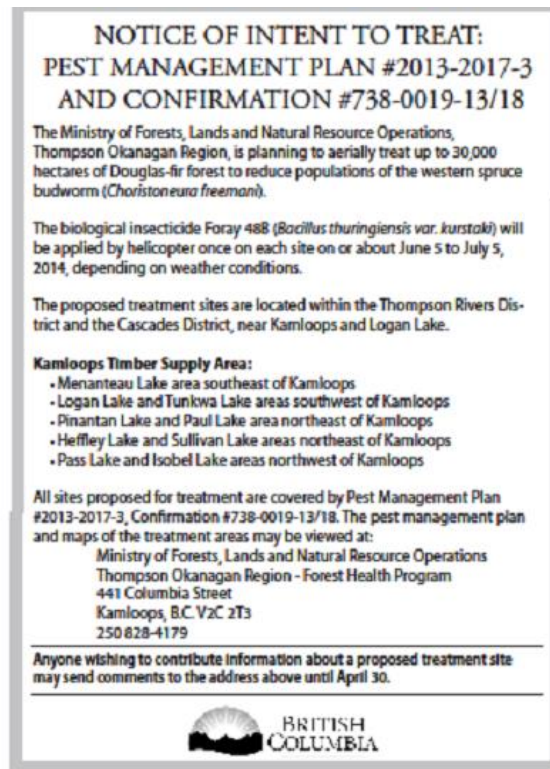 NOTICE OF INTENT TO TREAT:
PEST MANAGEMENT PLAN #2013-2017-3
AND CONFIRMATION #738-0019-13/18
The Ministry of Forests, Lands and Natural Resource Operations,
Thompson Okanagan Region, is planning to aerially treat up to 30,000
hectares of Douglas-fir forest to reduce populations of the western spruce
budworm (Choristoneura freemani).
The biological insecticide Foray 48B (Bacillus thuringiensis var. kurstaki) will
be applied by helicopter once on each site on or about June 5 to July 5,
2014, depending on weather conditions.
The proposed treatment sites are located within the Thompson Rivers Dis-
trict and the Cascades District, near Kamloops and Logan Lake.
Kamloops Timber Supply Area:
• Menanteau Lake area southeast of Kamloops
• Logan Lake and Tunkwa Lake areas southwest of Kamloops
• Pinantan Lake and Paul Lake area northeast of Kamloops
• Heffley Lake and Sullivan Lake areas northeast of Kamloops
• Pass Lake and Isobel Lake areas northwest of Kamloops
All sites proposed for treatment are covered by Pest Management Plan
#2013-2017-3, Confirmation #738-0019-13/18. The pest management plan
and maps of the treatment areas may be viewed at:
Ministry of Forests, Lands and Natural Resource Operations
Thompson Okanagan Region - Forest Health Program
441 Columbia Street
Kamloops, B.C. V2C 2T3
250 828-4179
Anyone wishing to contribute information about a proposed treatment site
may send comments to the address above until April 30.
BRITISH
COLUMBIA